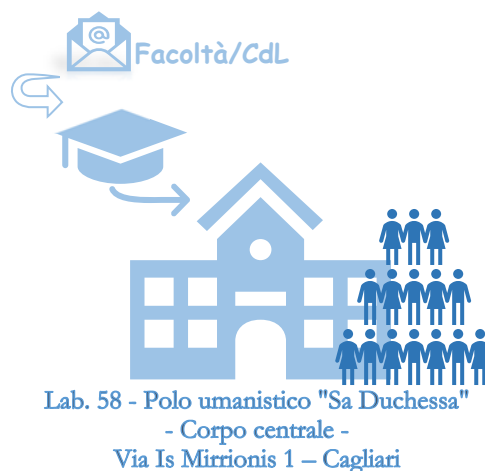 @
Facoltà/CdL
Lab. 58 - Polo umanistico "Sa Duchessa"
- Corpo centrale -
Via Is Mirrionis 1 – Cagliari